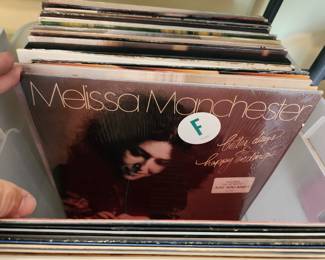 Melissa Manchester
F
better days
happy endings